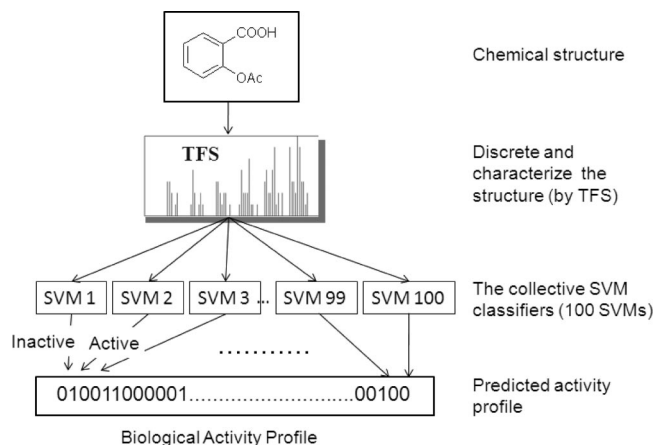 COOH
OAc
Chemical structure
TFS
Discrete and
characterize the
structure (by TFS)
SVM 1 SVM 2 SVM 3 ... SVM 99 SVM 100
The collective SVM
classifiers (100 SVMs)
Inactive Active
...........
010011000001..............................00100
Predicted activity
profile
Biological Activity Profile